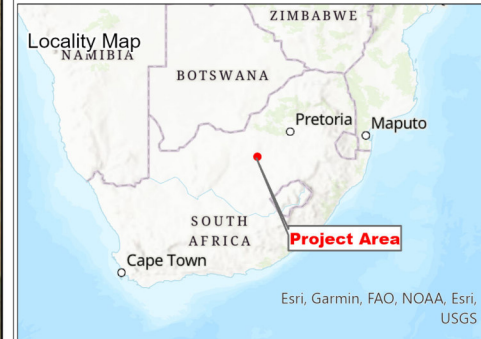 ZIMBABWE
Locality Map
NAMIBIA
BOTSWANA
Pretoria
Maputo
SOUTH
AFRICA
Project Area
Cape Town
Esri, Garmin, FAO, NOAA, Esri,
USGS